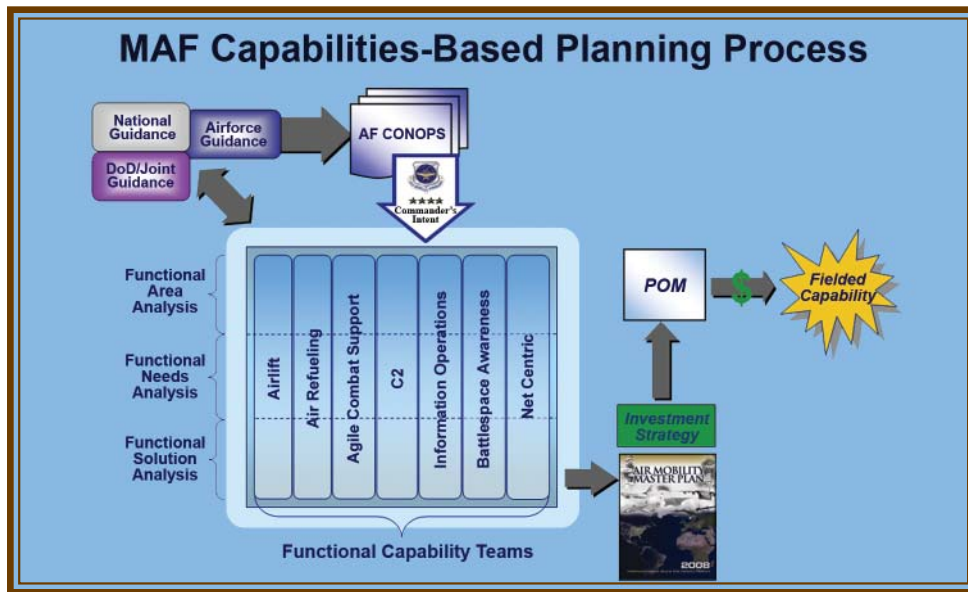 MAF Capabilities-Based Planning Process
National
Guidance
Airforce
Guidance
DoD/Joint
Guidance
AF CONOPS
Commander's
Intent
Functional
Area
Analysis
Functional
Needs
Analysis
Functional
Solution
Analysis
Airlift
Air Refueling
Agile Combat Support
C2
Information Operations
Battlespace Awareness
Net Centric
Functional Capability Teams
POM
$
Fielded
Capability
Investment
Strategy
AIR MOBILITY
MASTER PLAN
2008